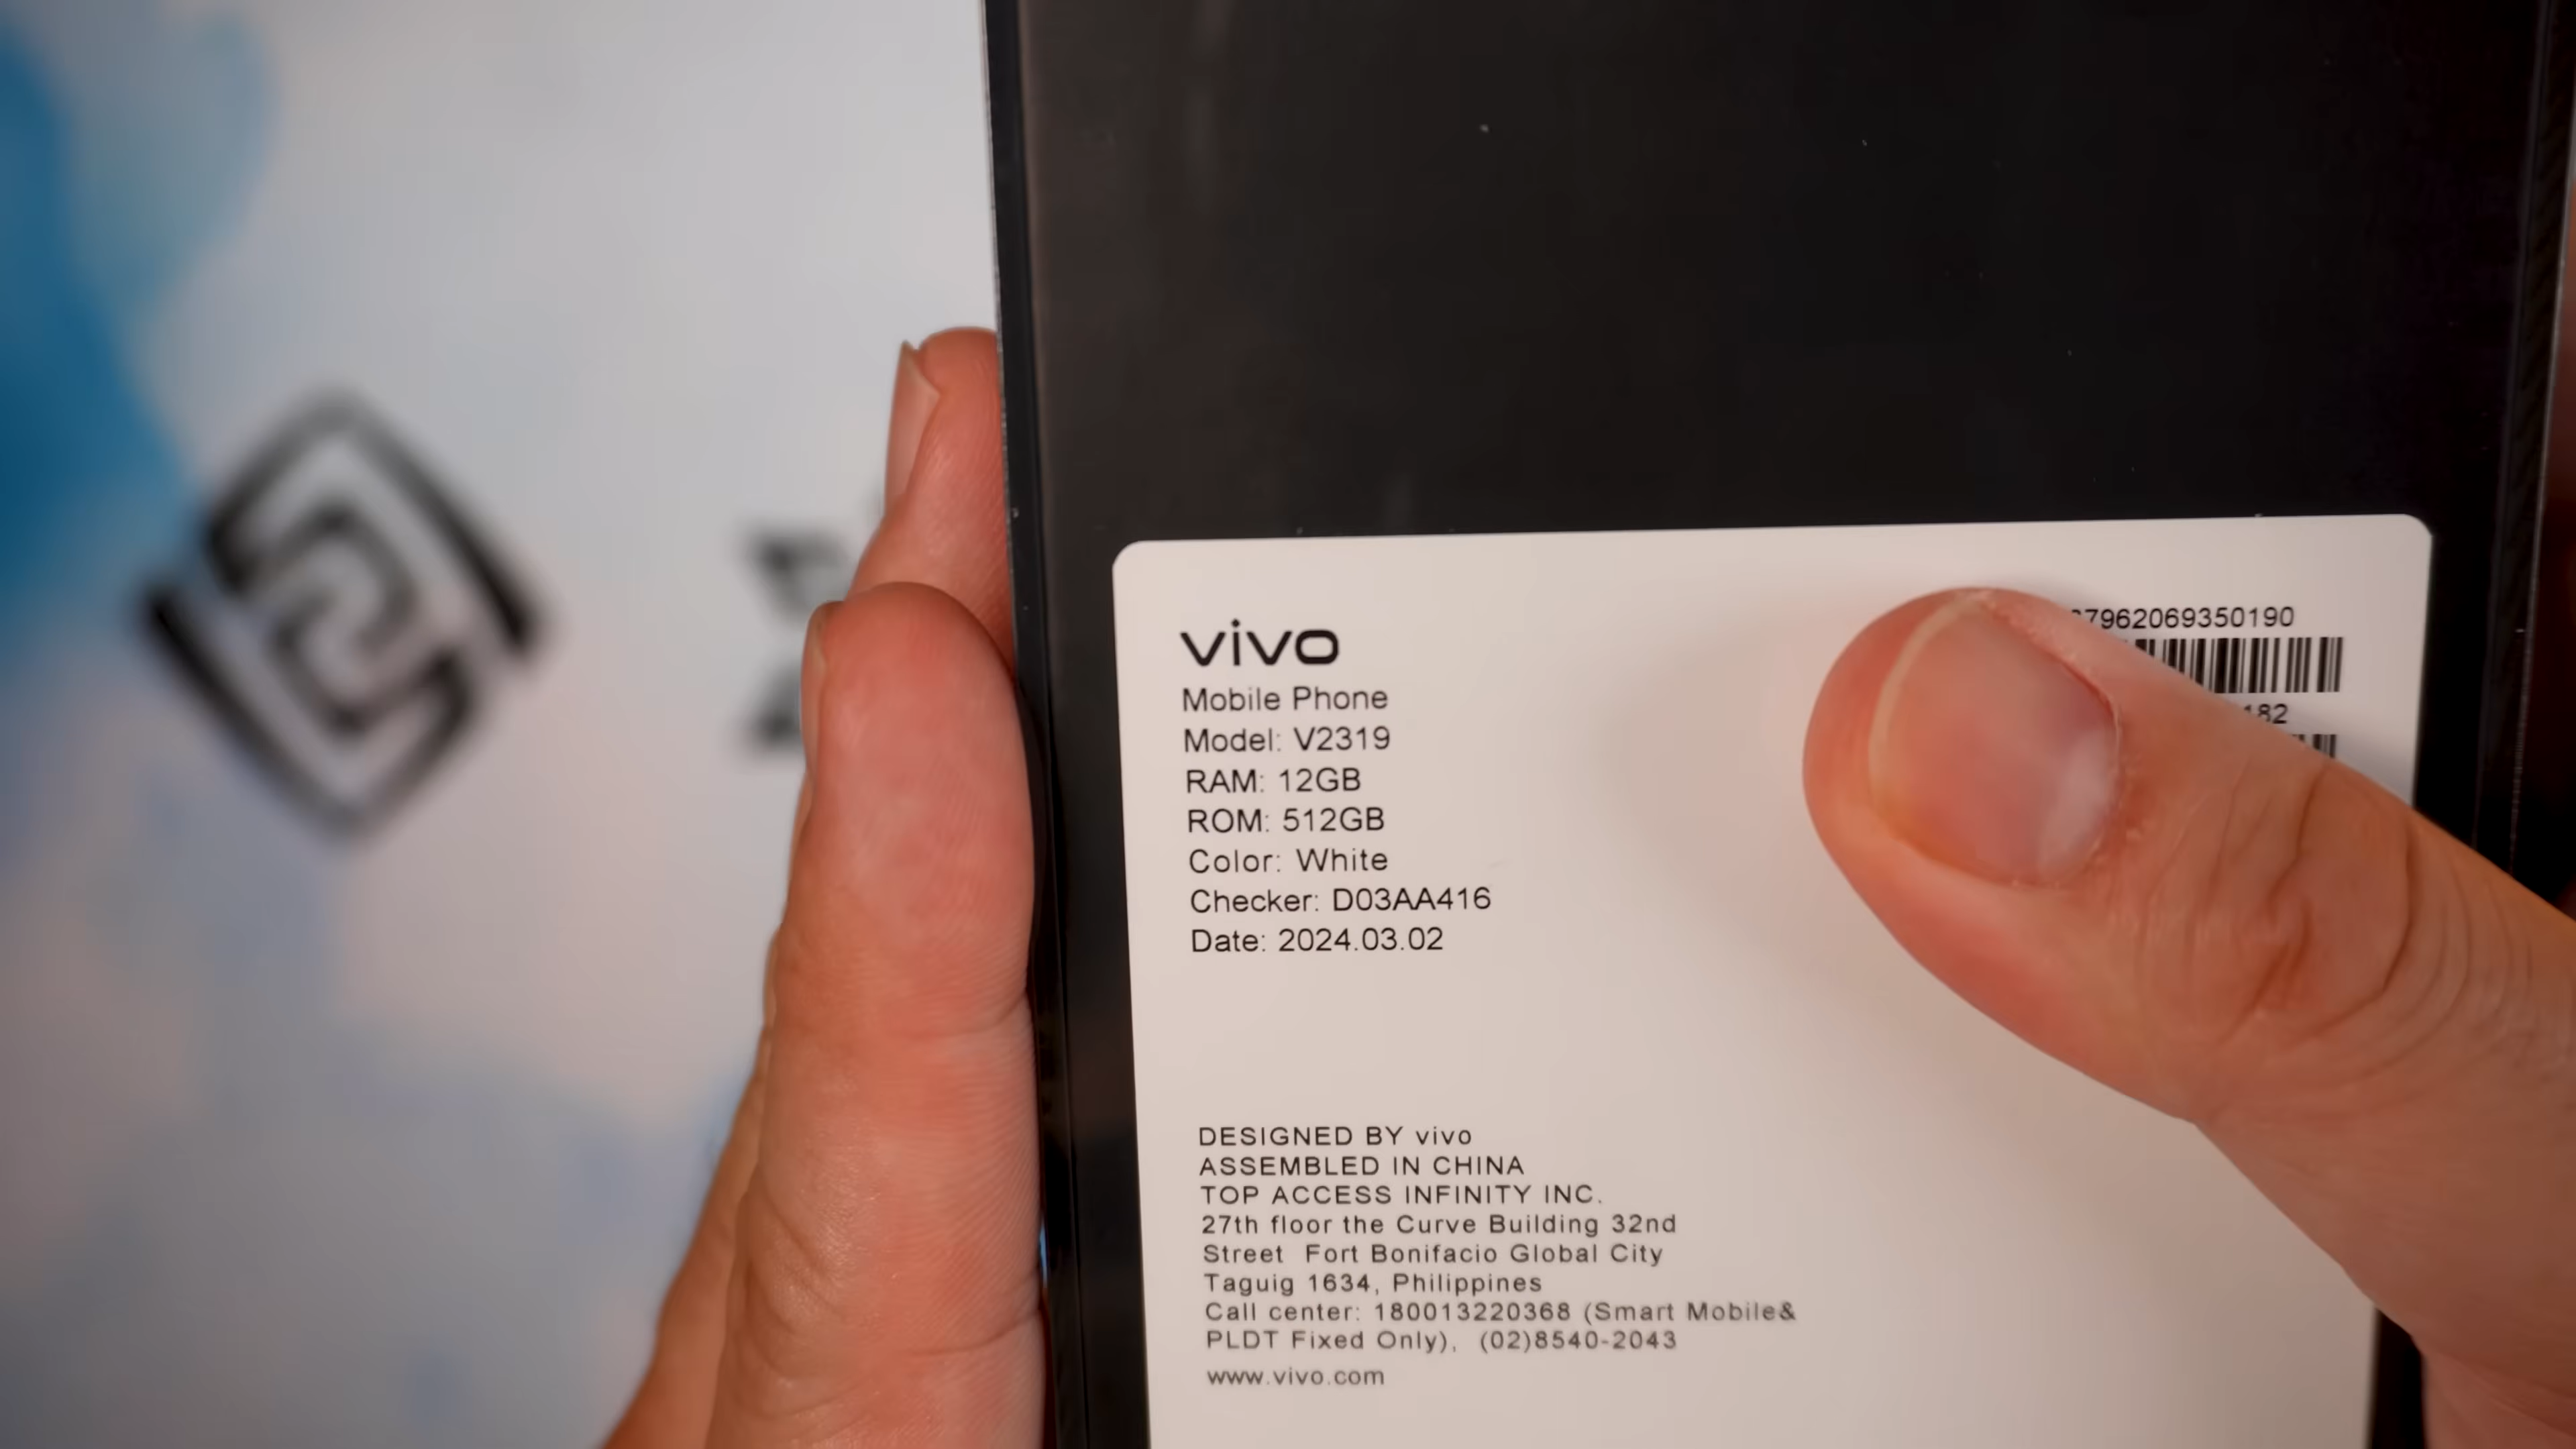 vivo
Mobile Phone
Model: V2319
RAM: 12GB
ROM: 512GB
Color: White
Checker: D03AA416
Date: 2024.03.02
7962069350190
182
DESIGNED BY vivo
ASSEMBLED IN CHINA
TOP ACCESS INFINITY INC.
27th floor the Curve Building 32nd
Street Fort Bonifacio Global City
Taguig 1634, Philippines
Call center: 180013220368 (Smart Mobile&
PLDT Fixed Only), (02)8540-2043
www.vivo.com